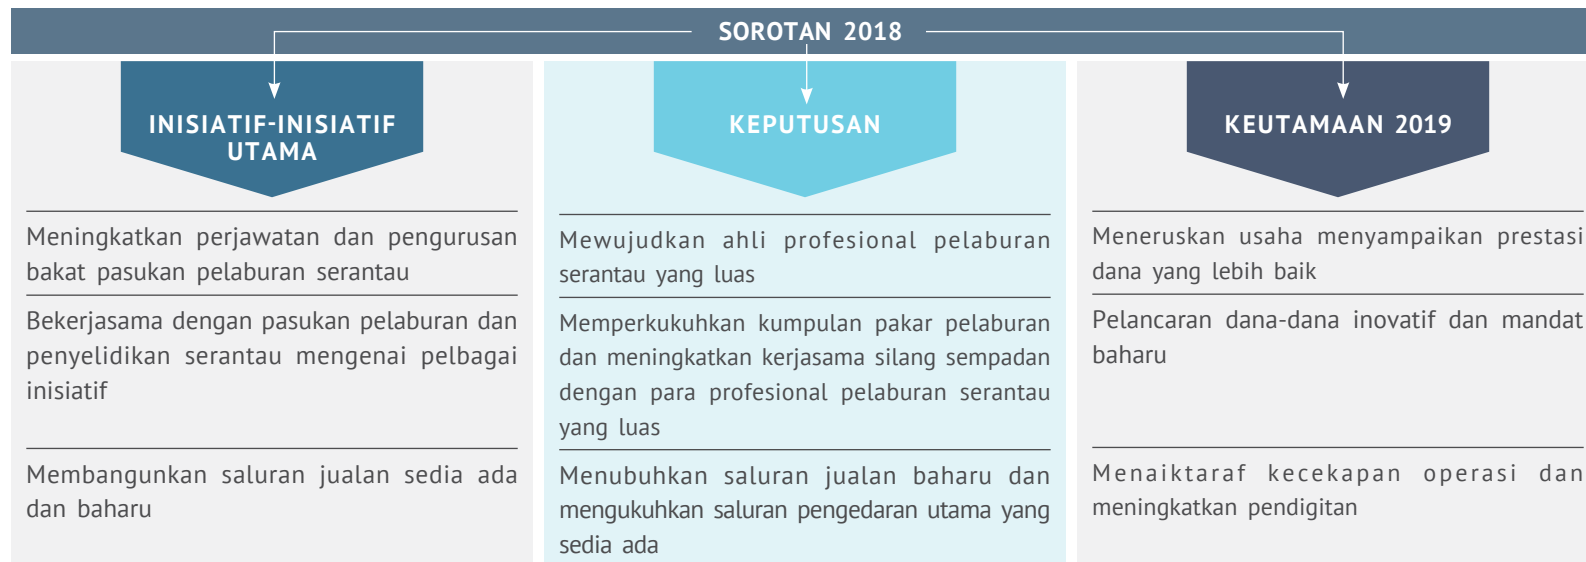 SOROTAN 2018
INISIATIF-INISIATIF
UTAMA
Meningkatkan perjawatan dan pengurusan
bakat pasukan pelaburan serantau
Bekerjasama dengan pasukan pelaburan dan
penyelidikan serantau mengenai pelbagai
inisiatif
Membangunkan saluran jualan sedia ada
dan baharu
KEPUTUSAN
Mewujudkan ahli profesional pelaburan
serantau yang luas
Memperkukuhkan kumpulan pakar pelaburan
dan meningkatkan kerjasama silang sempadan
dengan para profesional pelaburan serantau
yang luas
Menubuhkan saluran jualan baharu dan
mengukuhkan saluran pengedaran utama yang
sedia ada
KEUTAMAAN 2019
Meneruskan usaha menyampaikan prestasi
dana yang lebih baik
Pelancaran dana-dana inovatif dan mandat
baharu
Menaiktaraf kecekapan operasi dan
meningkatkan pendigitan